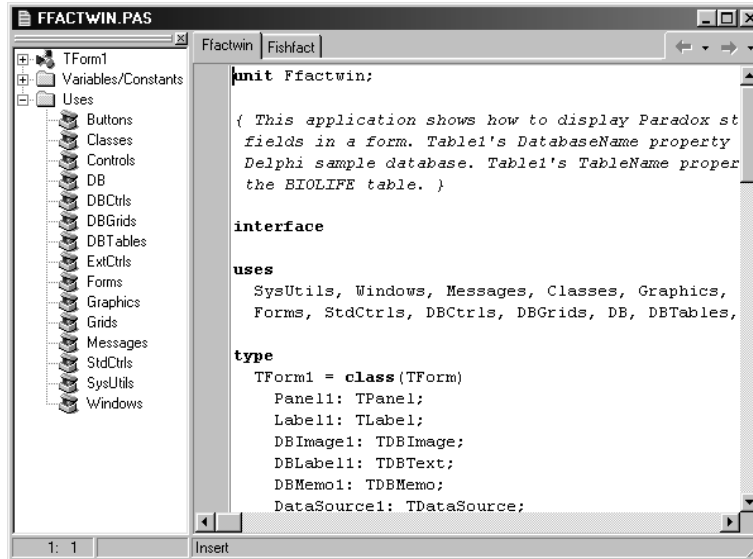 FFACTWIN.PAS
TForm1
Variables/Constants
Uses
Buttons
Classes
Controls
DB
DBCtrls
DBGrids
DBTables
ExtCtrls
Forms
Graphics
Grids
Messages
StdCtrls
SysUtils
Windows
Ffactwin Fishfact
unit Ffactwin;
{ This application shows how to display Paradox st
fields in a form. Table1's DatabaseName property
Delphi sample database. Table1's TableName proper
the BIOLIFE table. }
interface
uses
SysUtils, Windows, Messages, Classes, Graphics,
Forms, StdCtrls, DBCtrls, DBGrids, DB, DBTables,
type
TForm1 = class(TForm)
Panel1: TPanel;
Label1: TLabel;
DBImage1: TDBImage;
DBLabel1: TDBText;
DBMemo1: TDBMemo;
DataSource1: TDataSource;
1: 1 Insert